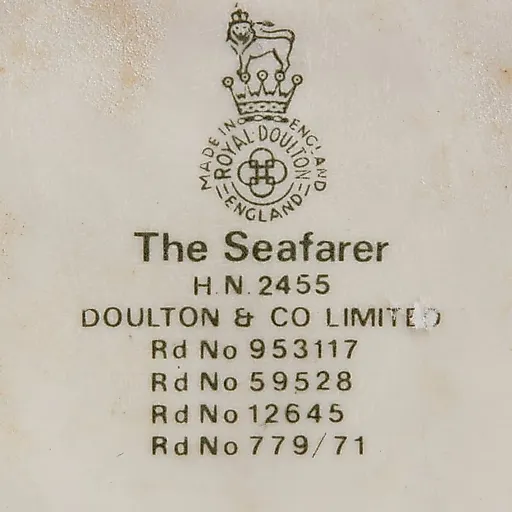 MADE IN ENGLAND
ROYAL·DOULTON
ENGLAND
The Seafarer
H.N.2455
DOULTON & CO LIMITED
Rd No 953117
Rd No 59528
Rd No 12645
Rd No 779/71